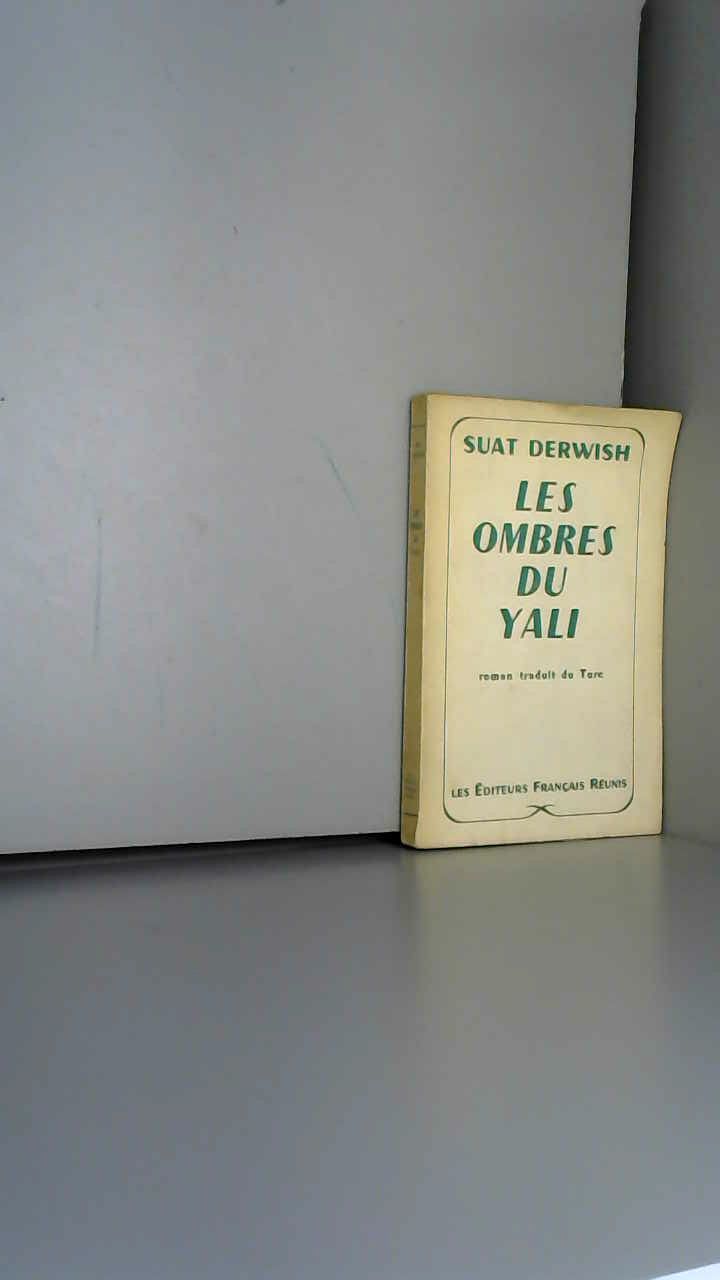 SUAT DERWISH
LES
OMBRES
DU
YALI
roman traduit du Turc
LES ÉDITEURS FRANÇAIS RÉUNIS